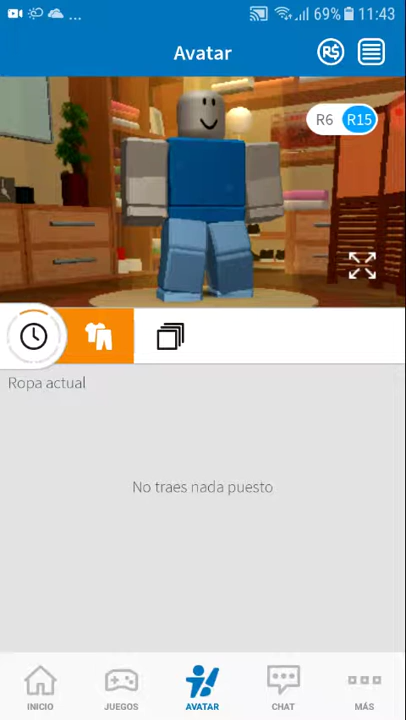 ... 69% 11:43
Avatar R$
R6 R15
Ropa actual
No traes nada puesto
INICIO JUEGOS AVATAR CHAT MÁS